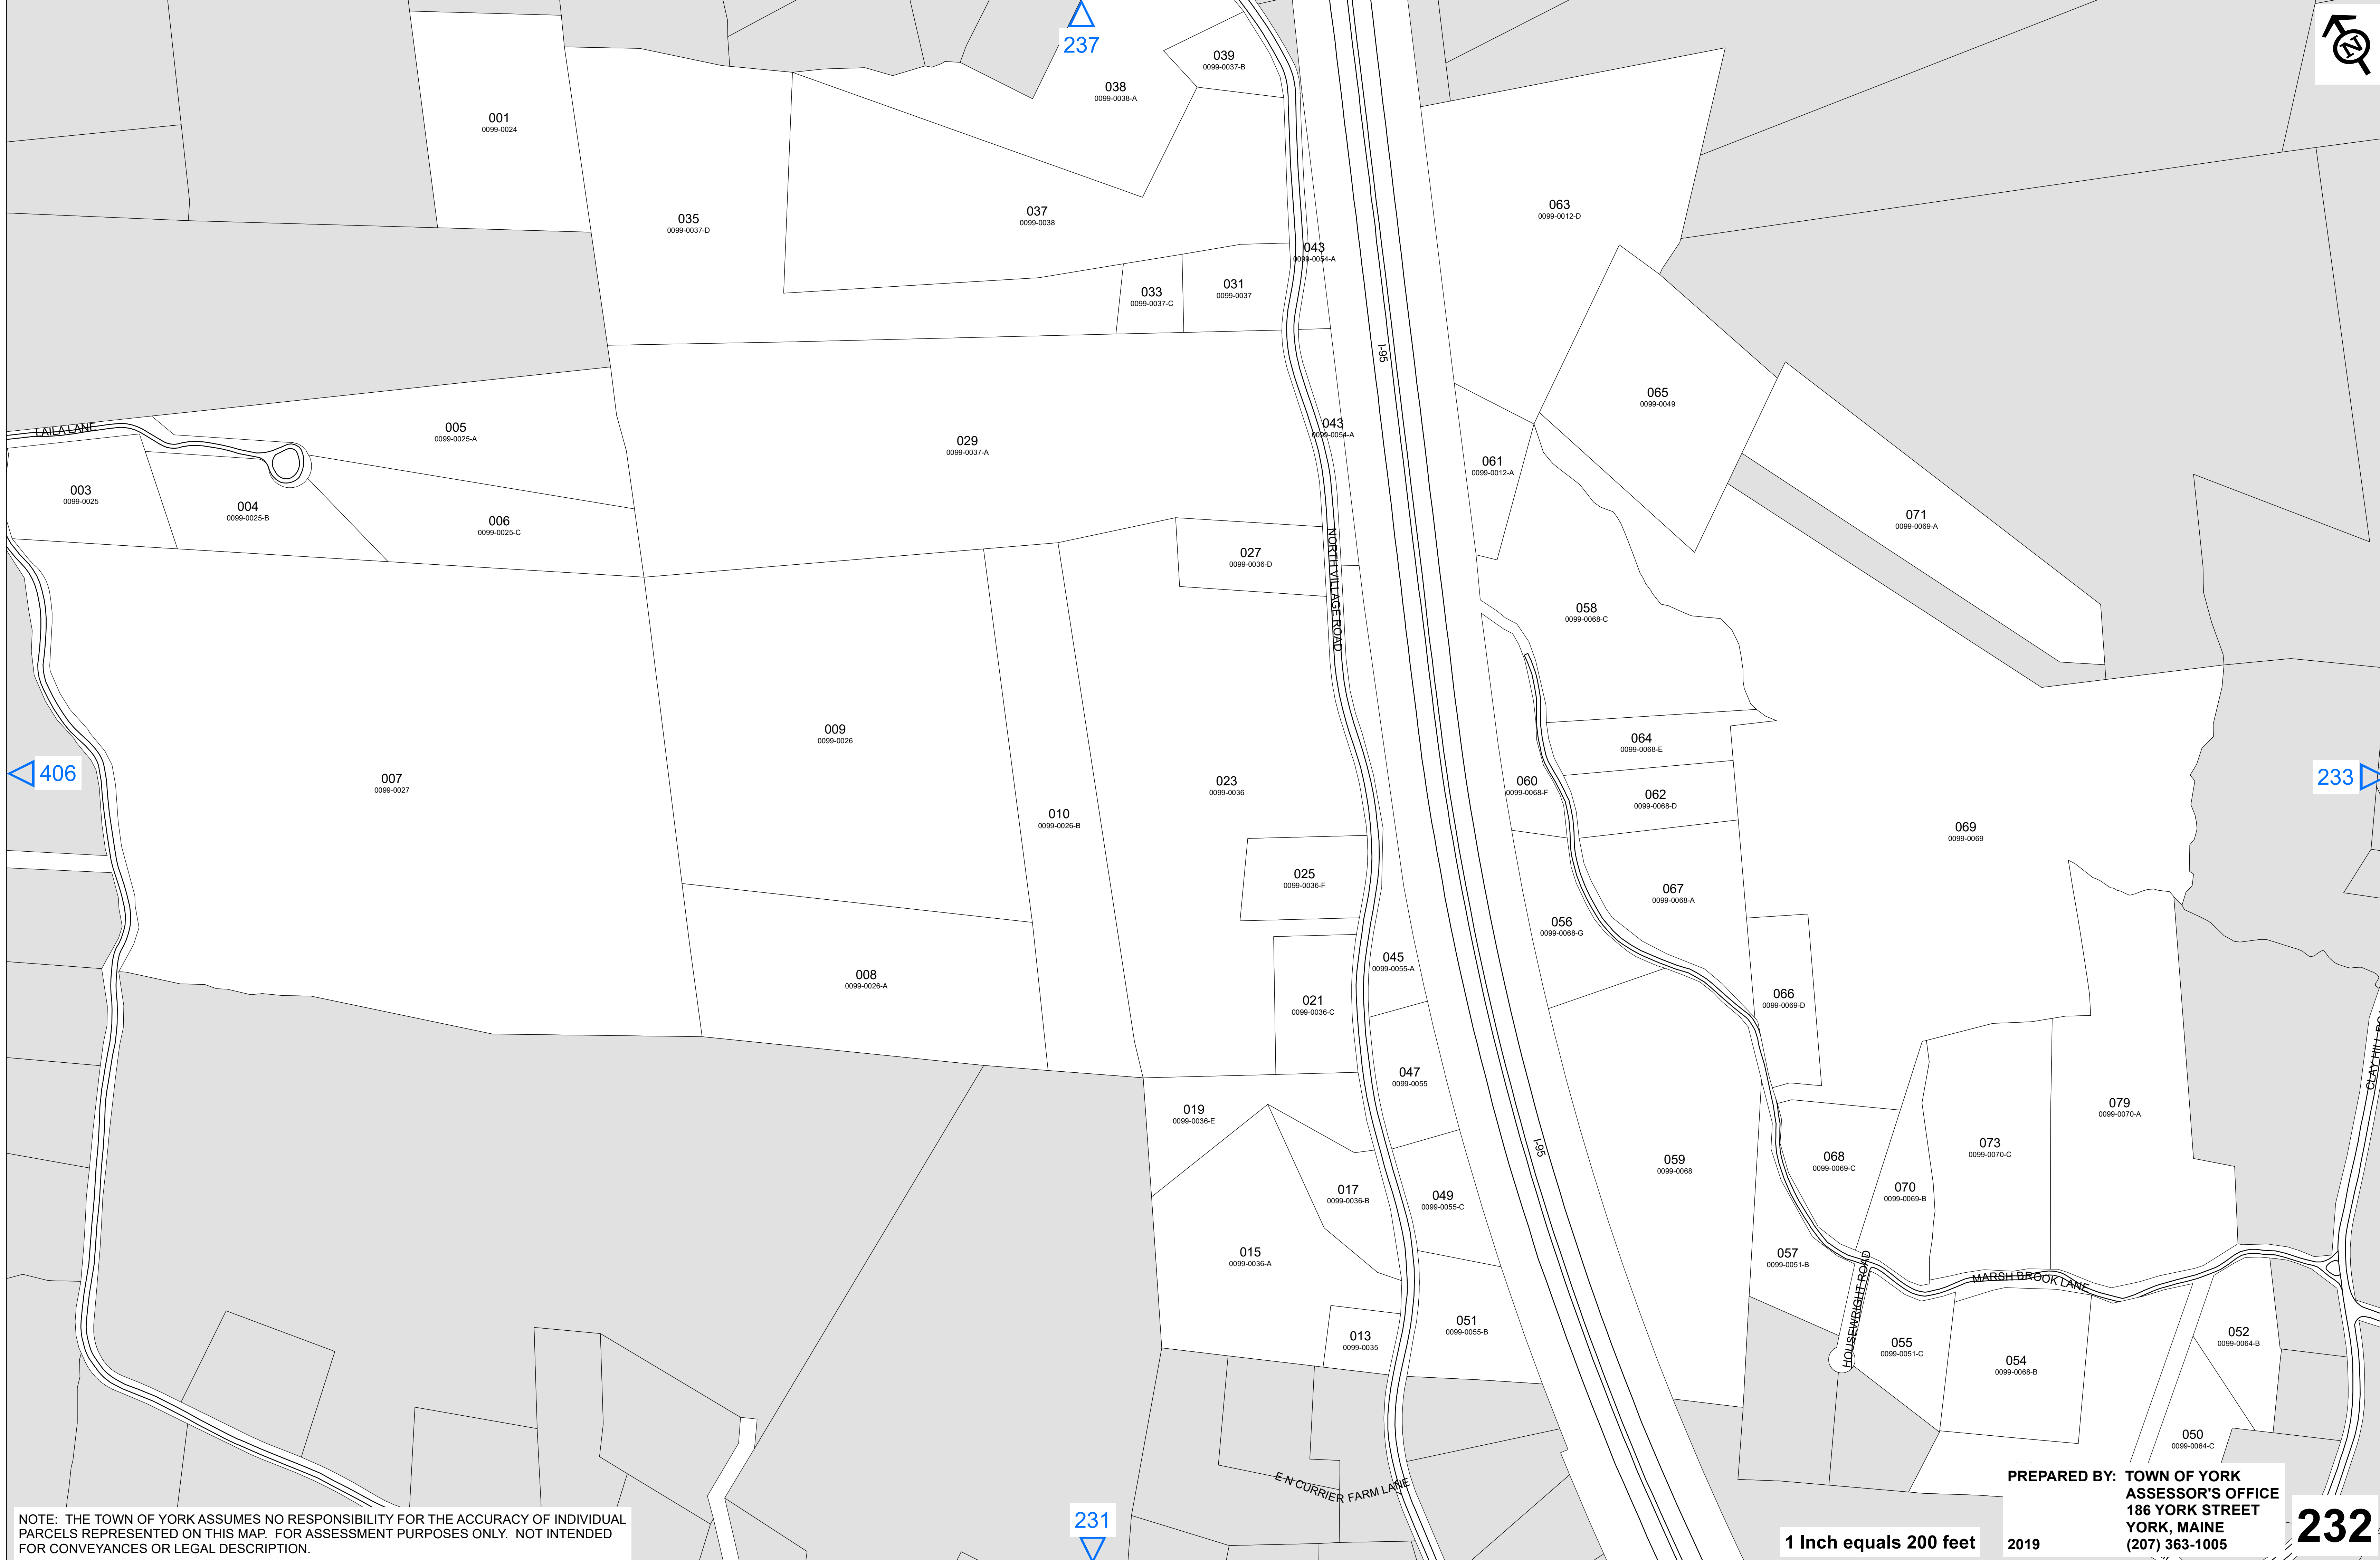 237
N
039
0099-0037-B
038
0099-0038-A
001
0099-0024
063
0099-0012-D
037
0099-0038
035
0099-0037-D
043
0099-0054-A
031
0099-0037
033
0099-0037-C
I-95
065
0099-0049
043
0099-0054-A
LAILA LANE
005
0099-0025-A
029
0099-0037-A
061
0099-0012-A
003
0099-0025
004
0099-0025-B
006
0099-0025-C
071
0099-0069-A
027
0099-0036-D
NORTH VILLAGE ROAD
058
0099-0068-C
009
0099-0026
064
0099-0068-E
406
007
0099-0027
023
0099-0036
060
0099-0068-F
233
062
0099-0068-D
010
0099-0026-B
069
0099-0069
025
0099-0036-F
067
0099-0068-A
056
0099-0068-G
045
0099-0055-A
008
0099-0026-A
021
0099-0036-C
066
0099-0069-D
CLAY HILL
047
0099-0055
019
0099-0036-E
079
0099-0070-A
I-95
073
0099-0070-C
059
0099-0068
068
0099-0069-C
017
0099-0036-B
049
0099-0055-C
070
0099-0069-B
015
0099-0036-A
057
0099-0051-B
MARSH BROOK LANE
HOUSEWRIGHT ROAD
051
0099-0055-B
013
0099-0035
055
0099-0051-C
052
0099-0064-B
054
0099-0068-B
050
0099-0064-C
E N CURRIER FARM LANE
NOTE: THE TOWN OF YORK ASSUMES NO RESPONSIBILITY FOR THE ACCURACY OF INDIVIDUAL
PARCELS REPRESENTED ON THIS MAP. FOR ASSESSMENT PURPOSES ONLY. NOT INTENDED
FOR CONVEYANCES OR LEGAL DESCRIPTION.
231
1 Inch equals 200 feet
PREPARED BY: TOWN OF YORK
ASSESSOR'S OFFICE
186 YORK STREET
YORK, MAINE
2019 (207) 363-1005
232